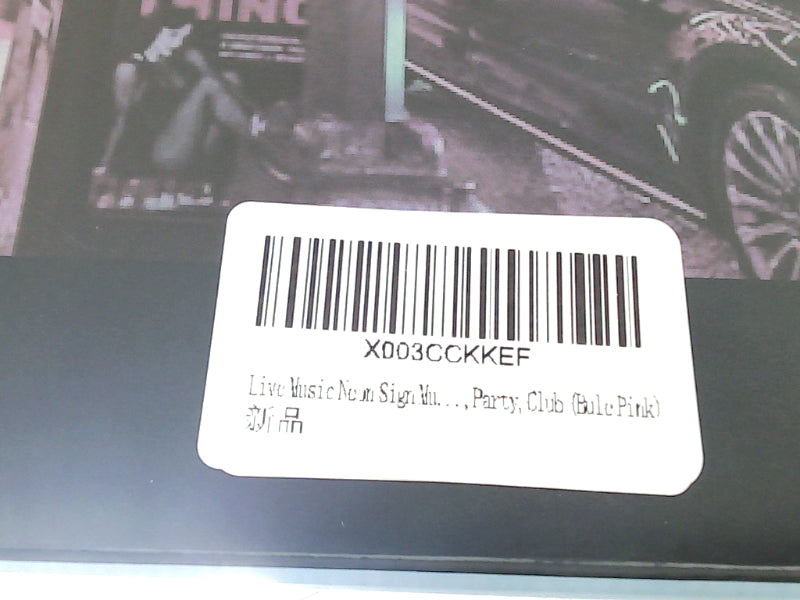 X003CCKKEF
Live Music Neon Sign Mu..., Party, Club (Bule Pink)
新品